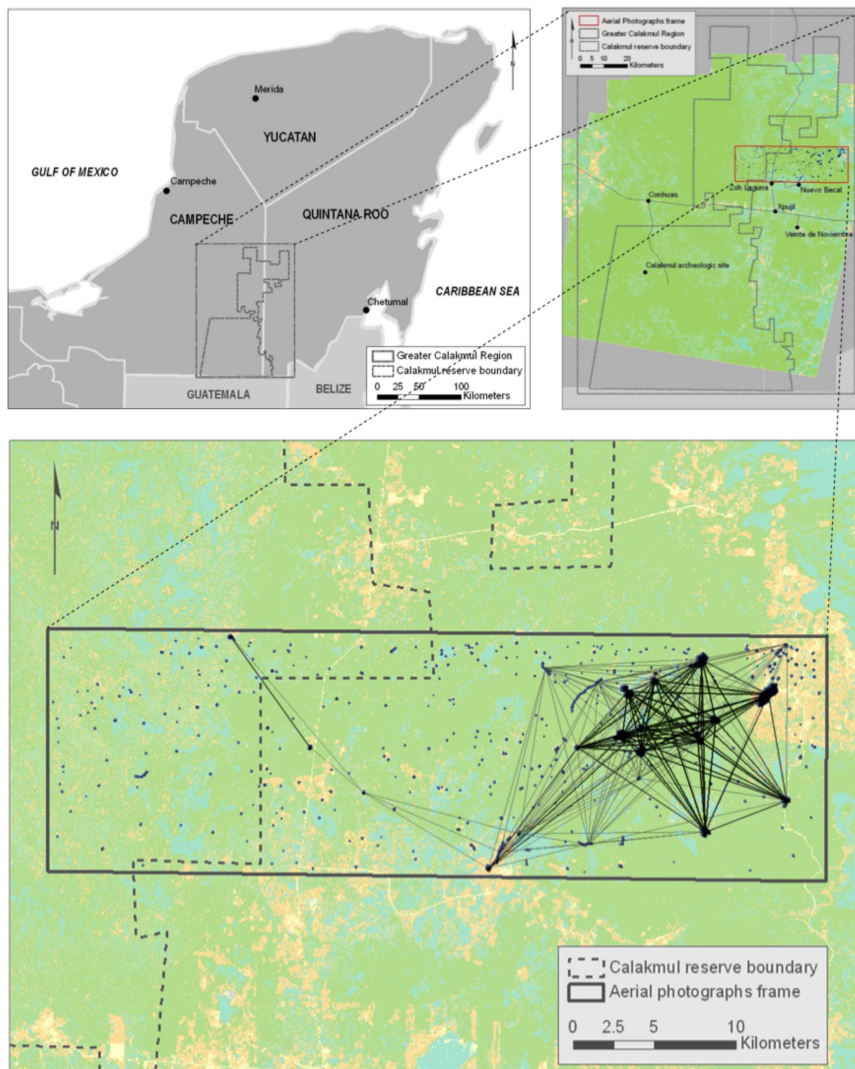 Merida
YUCATAN
GULF OF MEXICO
Campeche
CAMPECHE
QUINTANA ROO
CARIBBEAN SEA
Chetumal
GUATEMALA
BELIZE
N
Greater Calakmul Region
Calakmul reserve boundary
0 25 50 100
Kilometers
Aerial Photographs frame
Greater Calakmul Region
Calakmul reserve boundary
0 5 10 20
Kilometers
Zoh Laguna
Nuevo Becal
Conhuas
Xpujil
Veinte de Noviembre
Calakmul archeologic site
N
Calakmul reserve boundary
Aerial photographs frame
0 2.5 5 10
Kilometers